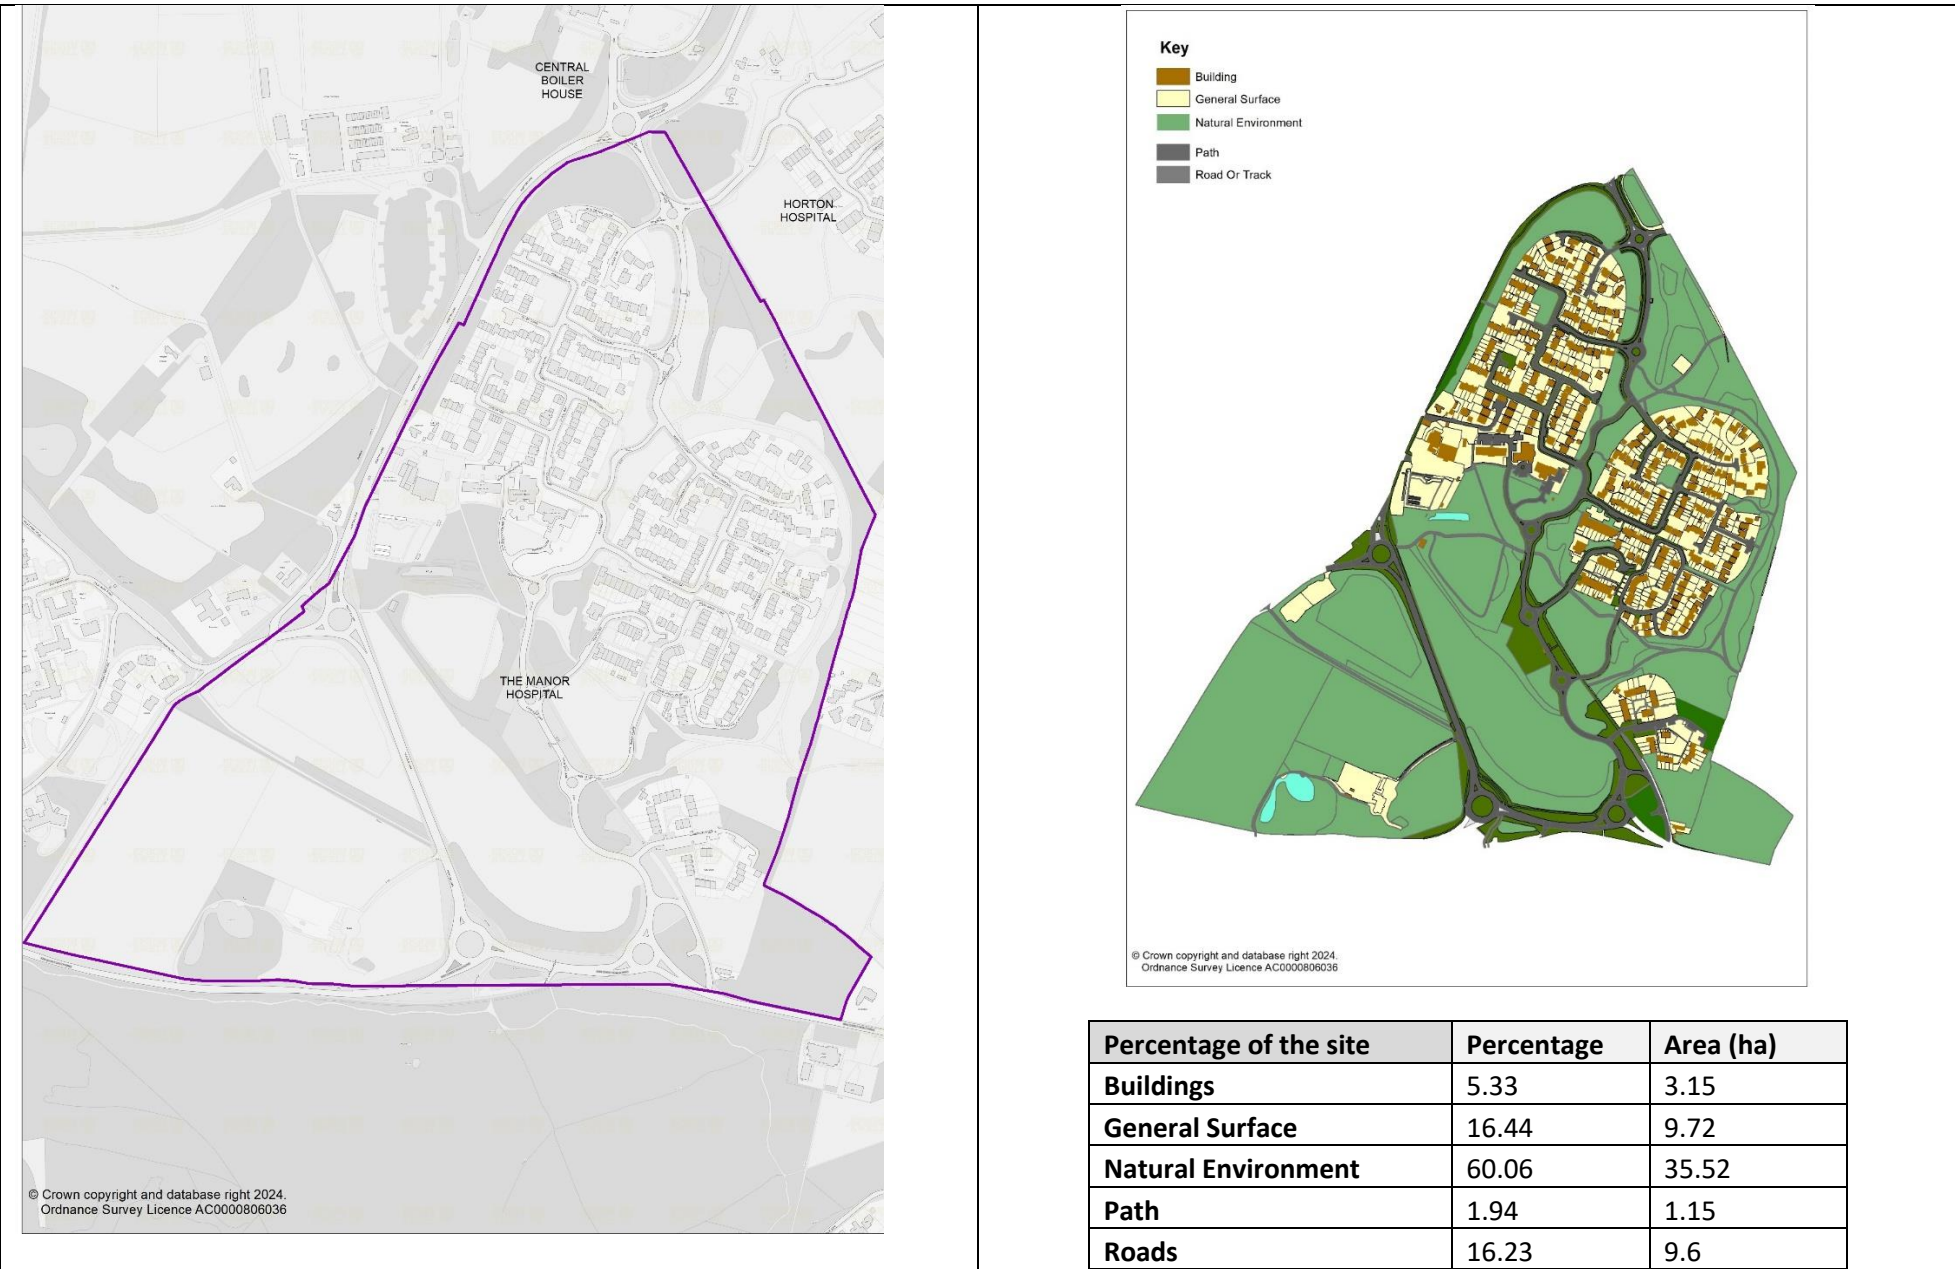 CENTRAL
BOILER
HOUSE
HORTON
HOSPITAL
THE MANOR
HOSPITAL
© Crown copyright and database right 2024.
Ordnance Survey Licence AC0000806036
Key
Building
General Surface
Natural Environment
Path
Road Or Track
© Crown copyright and database right 2024.
Ordnance Survey Licence AC0000806036
Percentage of the site Percentage Area (ha)
Buildings 5.33 3.15
General Surface 16.44 9.72
Natural Environment 60.06 35.52
Path 1.94 1.15
Roads 16.23 9.6